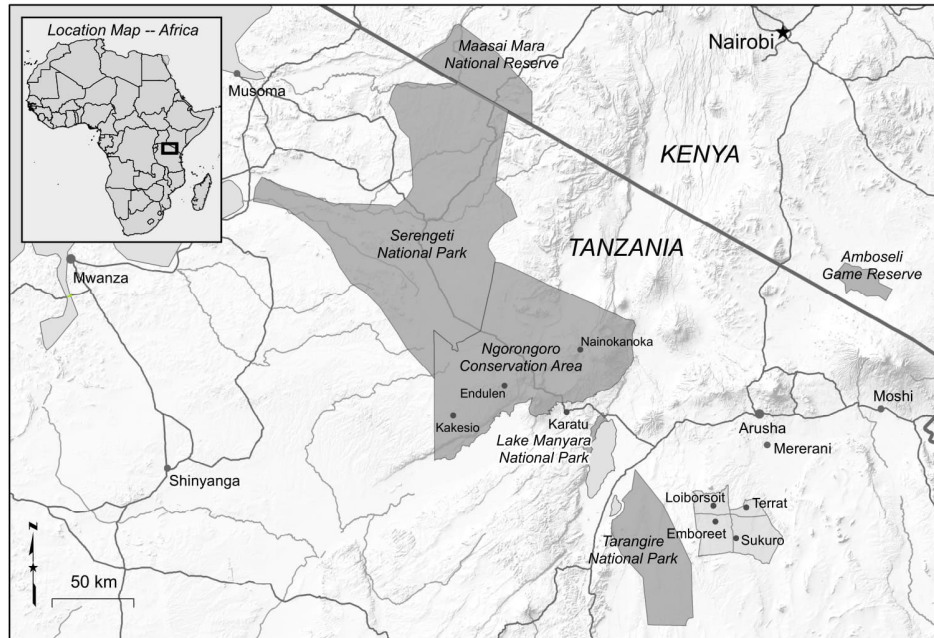 Location Map -- Africa
Maasai Mara
National Reserve
Nairobi
Musoma
KENYA
Serengeti
National Park
TANZANIA
Mwanza
Amboseli
Game Reserve
Nainokanoka
Ngorongoro
Conservation Area
Endulen
Kakesio
Karatu
Moshi
Arusha
Lake Manyara
National Park
Mererani
Shinyanga
Loiborsoit
Terrat
Emboreet
Sukuro
Tarangire
National Park
N
50 km